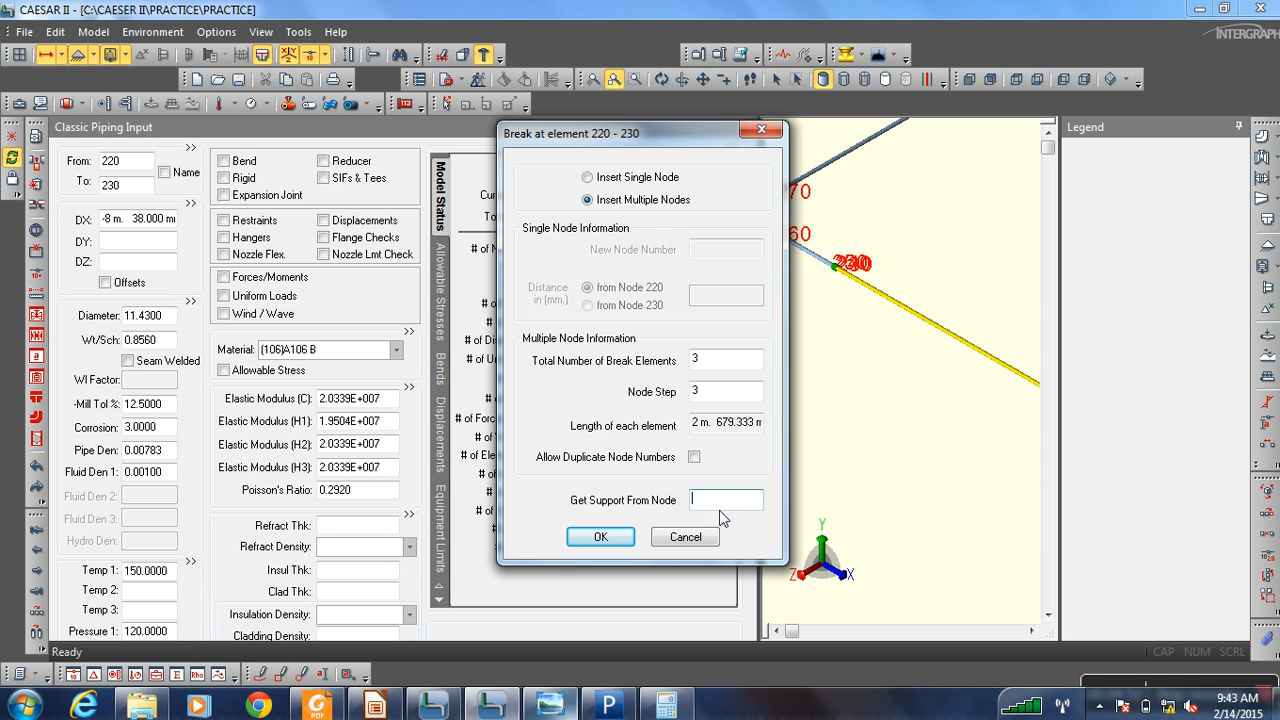 CAESAR II - [C:\CAESER II\PRACTICE\PRACTICE]
File Edit Model Environment Options View Tools Help
INTERGRAPH
Classic Piping Input
From: 220
To: 230
Name
DX: -8 m. 38.000 m
DY:
DZ:
Offsets
Diameter: 11.4300
Wt/Sch: 0.8560
Seam Welded
WI Factor:
-Mill Tol %: 12.5000
Corrosion: 3.0000
Pipe Den: 0.00783
Fluid Den 1: 0.00100
Fluid Den 2:
Fluid Den 3:
Hydro Den:
Temp 1: 150.0000
Temp 2:
Temp 3:
Pressure 1: 120.0000
Bend Reducer
Rigid SIFs & Tees
Expansion Joint
Restraints Displacements
Hangers Flange Checks
Nozzle Flex. Nozzle Lmt Check
Forces/Moments
Uniform Loads
Wind / Wave
Material: (106)A106 B
Allowable Stress
Elastic Modulus (C): 2.0339E+007
Elastic Modulus (H1): 1.9504E+007
Elastic Modulus (H2): 2.0339E+007
Elastic Modulus (H3): 2.0339E+007
Poisson's Ratio: 0.2920
Refract Thk:
Refract Density:
Insul Thk:
Clad Thk:
Insulation Density:
Cladding Density:
Model Status
Allowable Stresses
Bends
Displacements
Equipment Limits
Break at element 220 - 230
Insert Single Node
Insert Multiple Nodes
Single Node Information
New Node Number
Distance in (mm.)
from Node 220
from Node 230
Multiple Node Information
Total Number of Break Elements 3
Node Step 3
Length of each element 2 m. 679.333 m
Allow Duplicate Node Numbers
Get Support From Node
OK Cancel
70
60
Y
Z X
Legend
Ready
CAP NUM SCRL
9:43 AM
2/14/2015